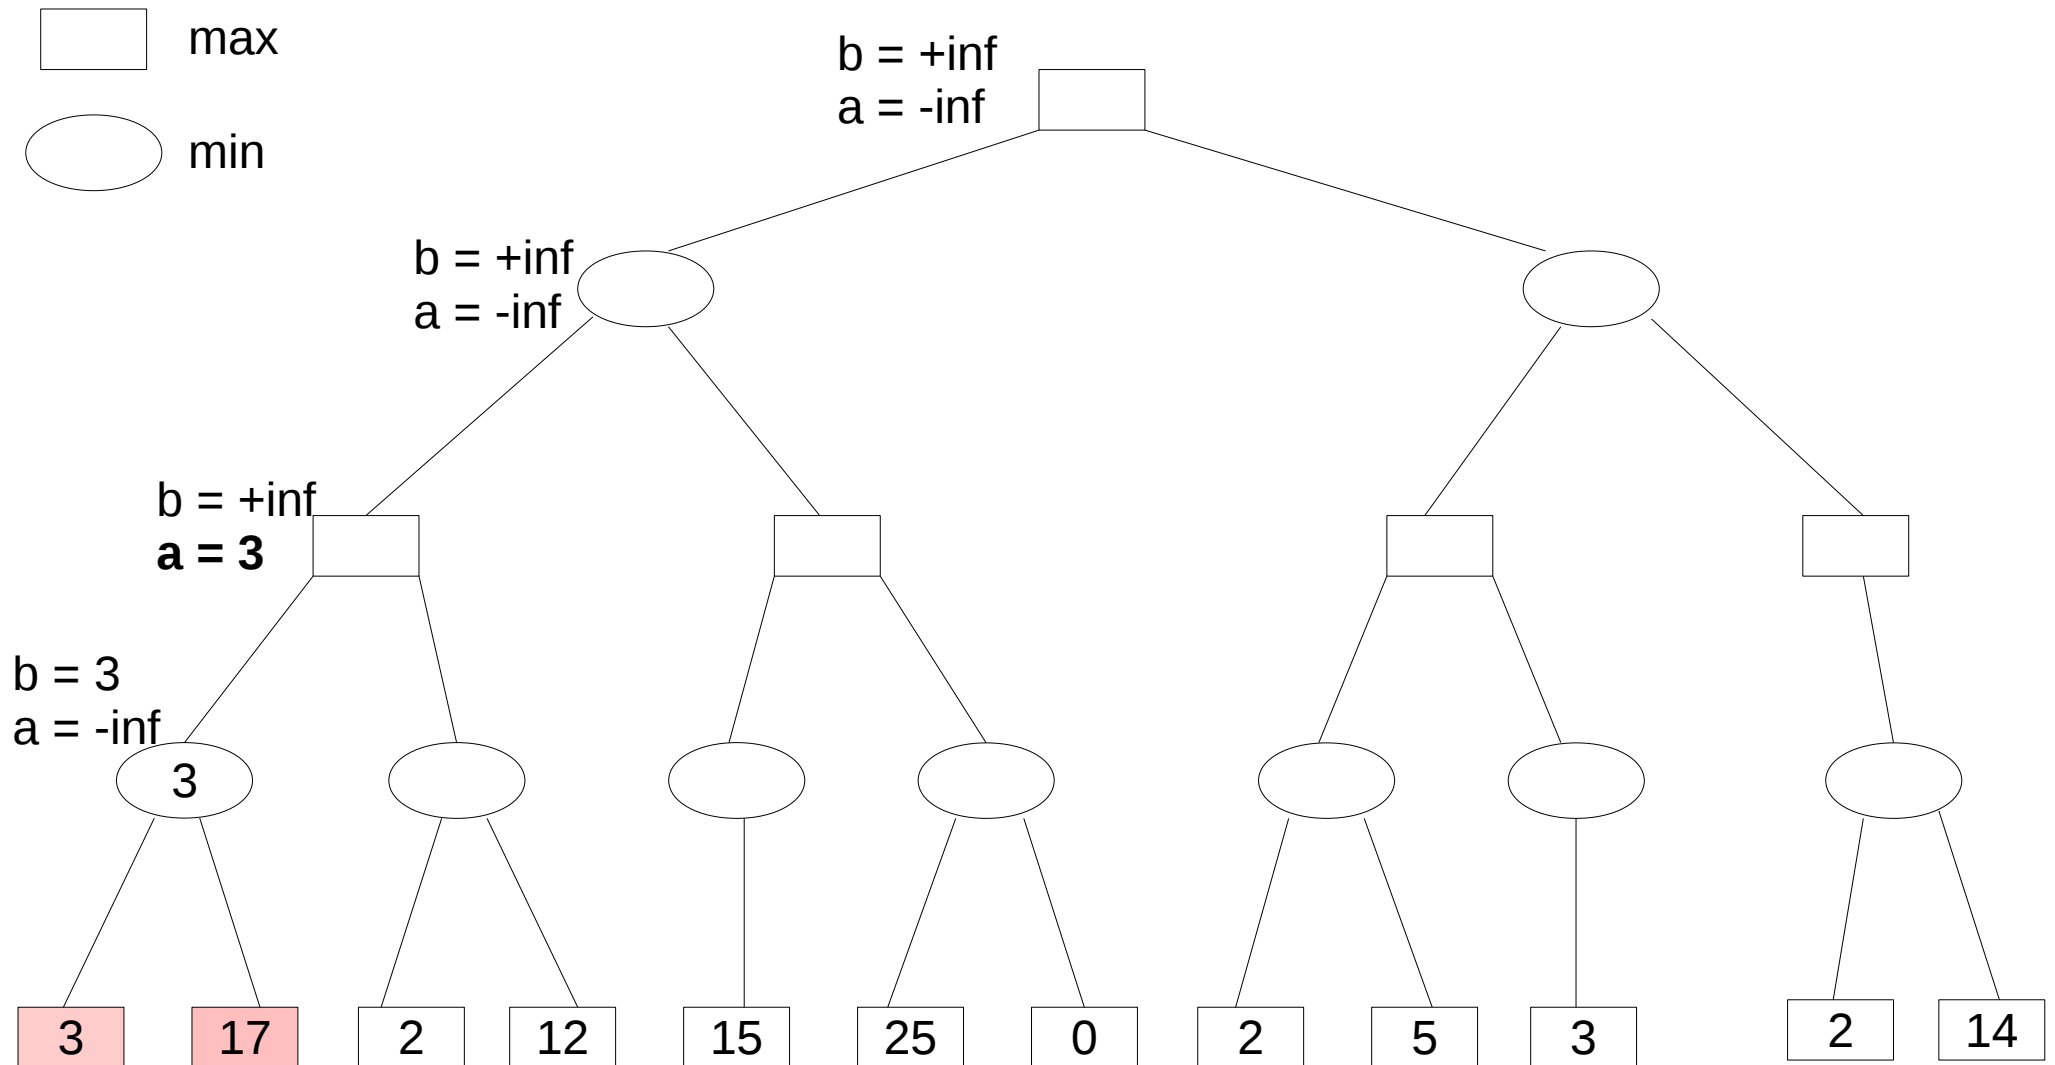 max
min
b = +inf
a = -inf
b = +inf
a = -inf
b = +inf
a = 3
b = 3
a = -inf
3
3 17 2 12 15 25 0 2 5 3 2 14